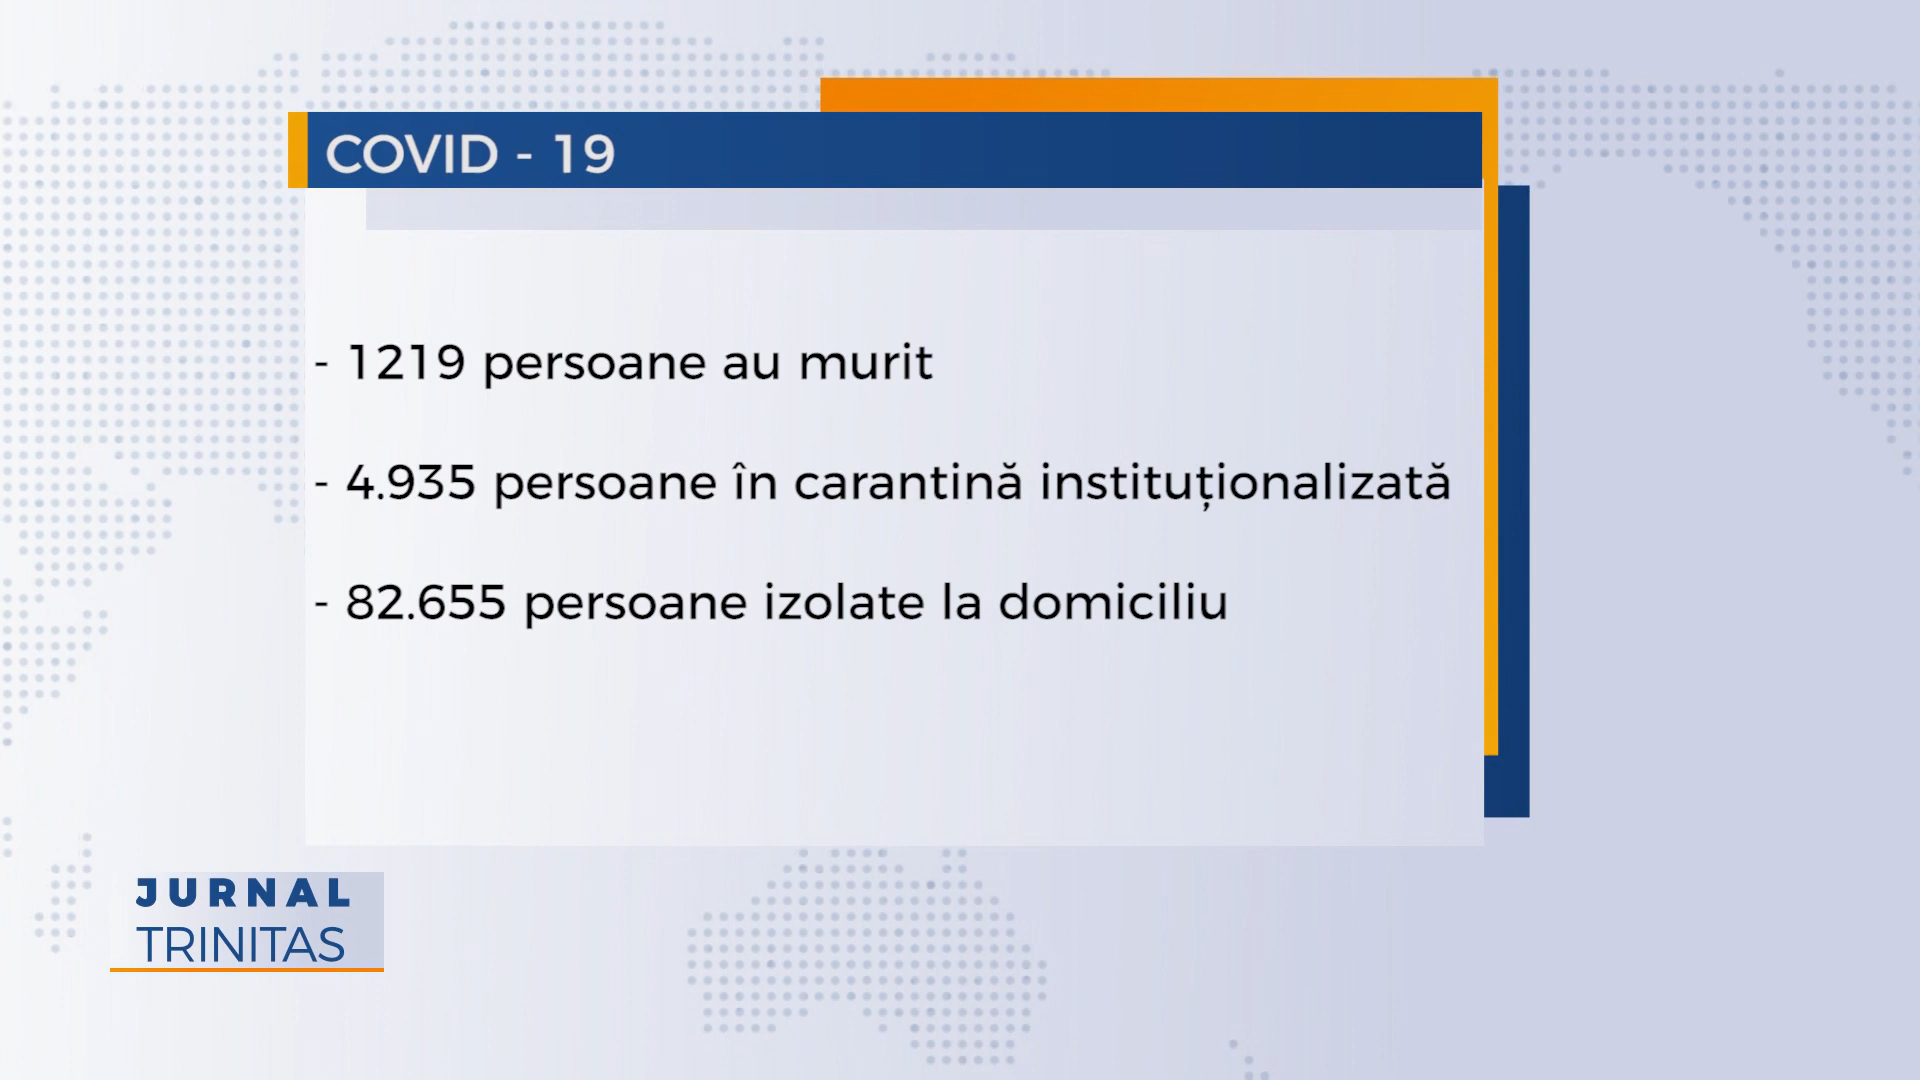 COVID - 19
- 1219 persoane au murit
- 4.935 persoane în carantină instituționalizată
- 82.655 persoane izolate la domiciliu
JURNAL
TRINITAS